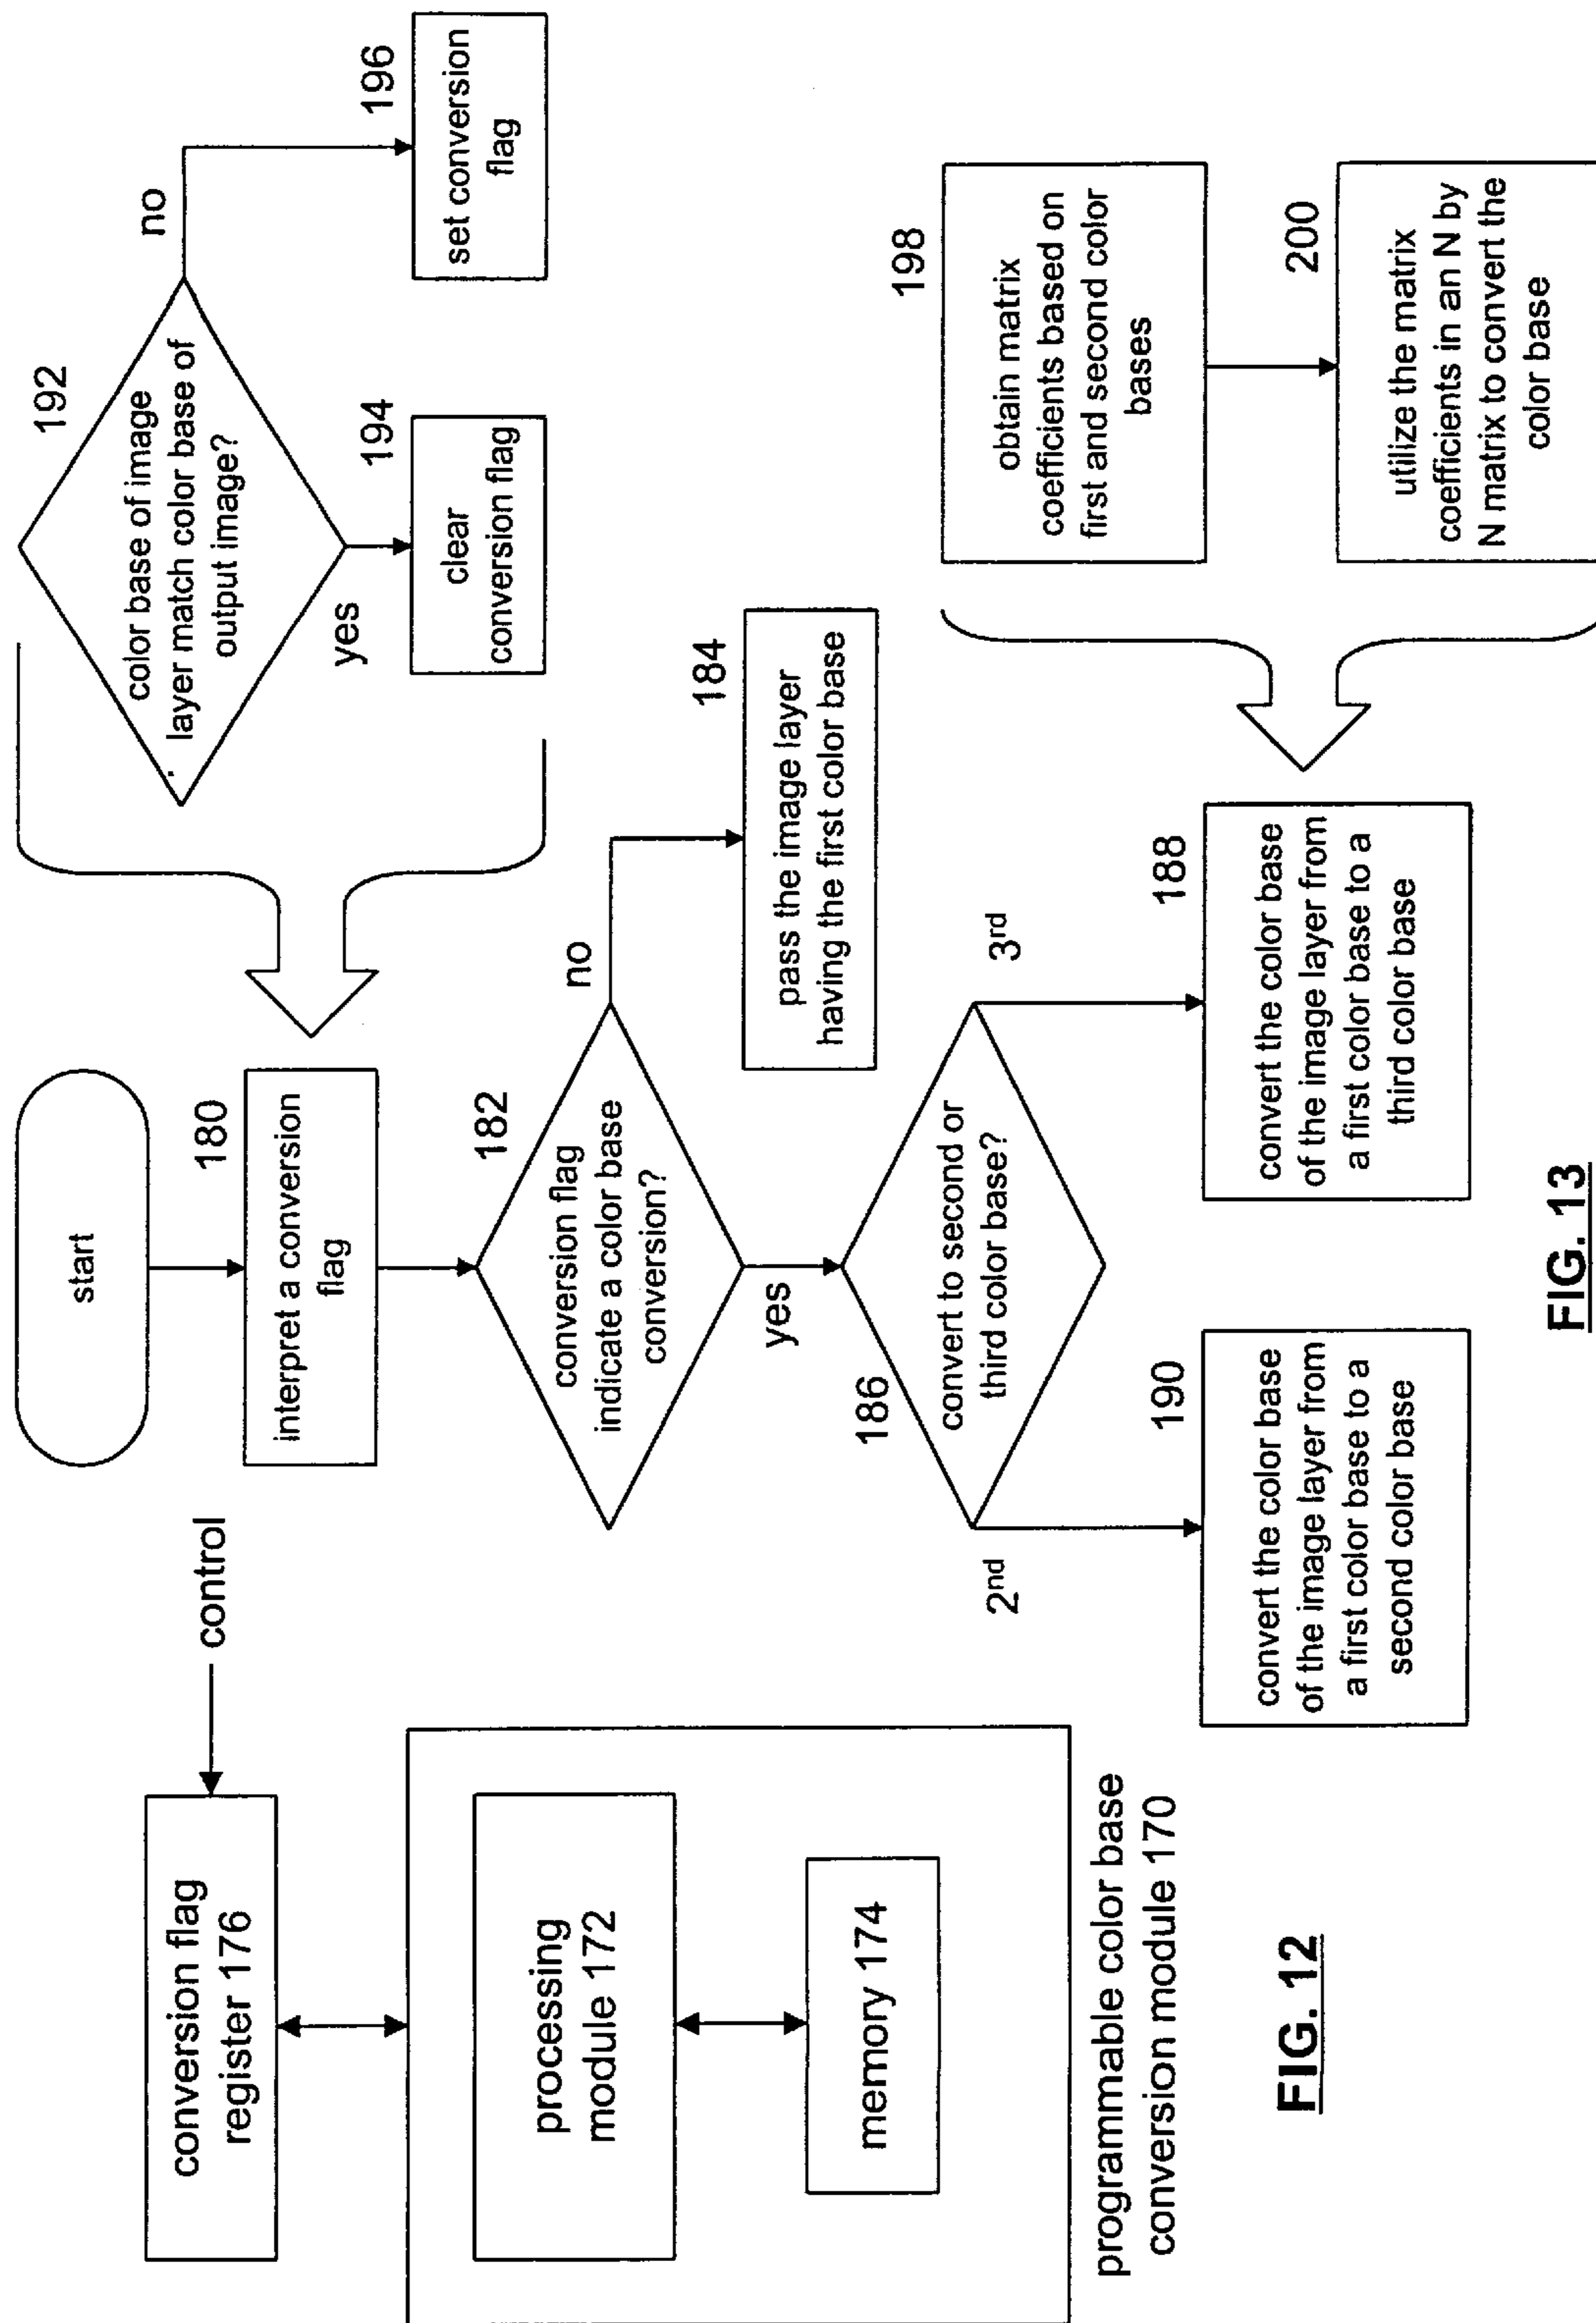 conversion flag
register 176
control
processing
module 172
memory 174
programmable color base
conversion module 170
FIG. 12
start
180
interpret a conversion
flag
182
conversion flag
indicate a color base
conversion?
no
yes
184
pass the image layer
having the first color base
186
convert to second or
third color base?
2nd
3rd
190
convert the color base
of the image layer from
a first color base to a
second color base
188
convert the color base
of the image layer from
a first color base to a
third color base
192
color base of image
layer match color base of
output image?
no
yes
194
clear
conversion flag
196
set conversion
flag
198
obtain matrix
coefficients based on
first and second color
bases
200
utilize the matrix
coefficients in an N by
N matrix to convert the
color base
FIG. 13